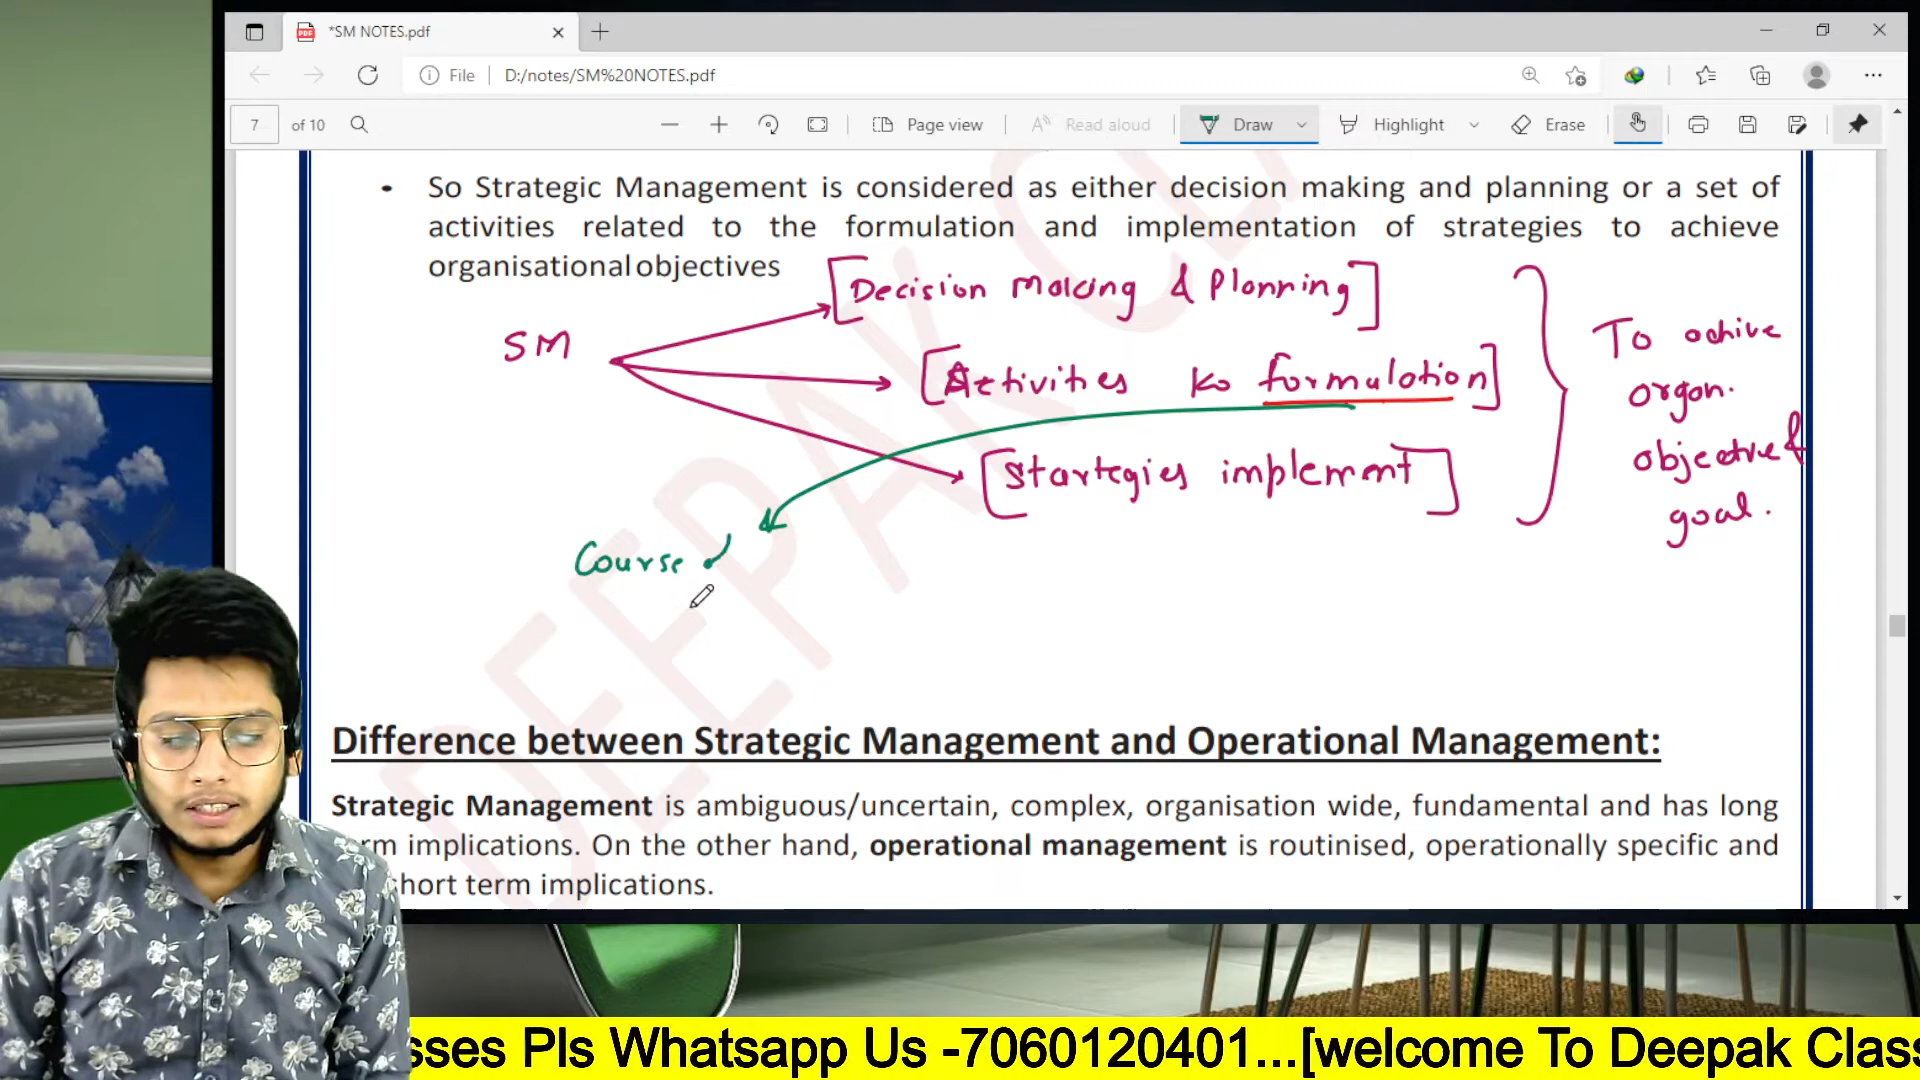 *SM NOTES.pdf
File D:/notes/SM%20NOTES.pdf
7 of 10 Page view Read aloud Draw Highlight Erase
• So Strategic Management is considered as either decision making and planning or a set of
activities related to the formulation and implementation of strategies to achieve
organisational objectives
[Decision making & Planning]
SM
[Activities ko formulation]
[Startegies implement]
To achive
organ.
objective &
goal.
Course
DEEPAK CLA
Difference between Strategic Management and Operational Management:
Strategic Management is ambiguous/uncertain, complex, organisation wide, fundamental and has long
rm implications. On the other hand, operational management is routinised, operationally specific and
hort term implications.
sses Pls Whatsapp Us -7060120401...[welcome To Deepak Class